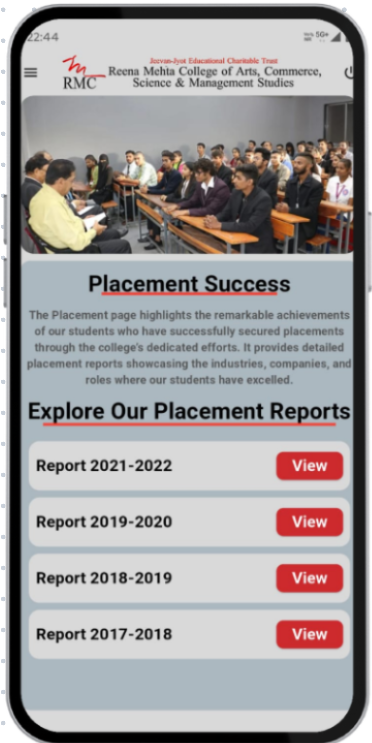 22:44
5G+
Jeevan-Jyot Educational Charitable Trust
RMC
Reena Mehta College of Arts, Commerce,
Science & Management Studies
Placement Success
The Placement page highlights the remarkable achievements
of our students who have successfully secured placements
through the college's dedicated efforts. It provides detailed
placement reports showcasing the industries, companies, and
roles where our students have excelled.
Explore Our Placement Reports
Report 2021-2022 View
Report 2019-2020 View
Report 2018-2019 View
Report 2017-2018 View